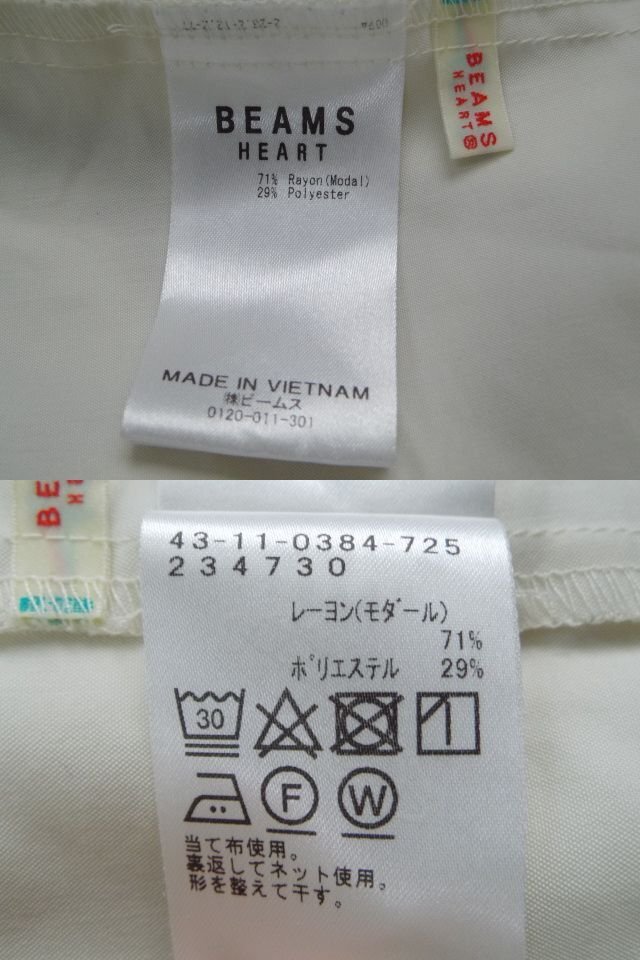 BEAMS
HEART
71% Rayon(Modal)
29% Polyester
MADE IN VIETNAM
㈱ビームス
0120-011-301
BEAMS
HEART®
BE
43-11-0384-725
234730
レーヨン(モダール)
71%
ポリエステル 29%
30
F
W
当て布使用。
裏返してネット使用。
形を整えて干す。